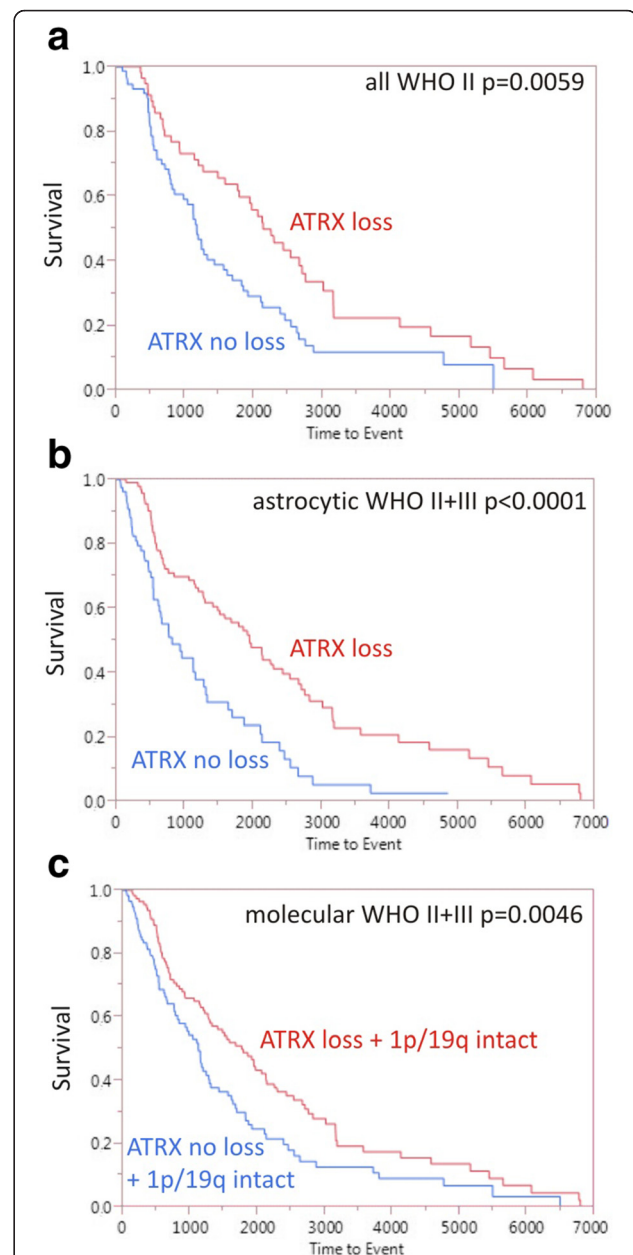 a
all WHO II p=0.0059
1.0
0.8
0.6
0.4
0.2
0.0
Survival
ATRX loss
ATRX no loss
0 1000 2000 3000 4000 5000 6000 7000
Time to Event
b
astrocytic WHO II+III p<0.0001
1.0
0.8
0.6
0.4
0.2
0.0
Survival
ATRX loss
ATRX no loss
0 1000 2000 3000 4000 5000 6000 7000
Time to Event
c
molecular WHO II+III p=0.0046
1.0
0.8
0.6
0.4
0.2
0.0
Survival
ATRX loss + 1p/19q intact
ATRX no loss
+ 1p/19q intact
0 1000 2000 3000 4000 5000 6000 7000
Time to Event